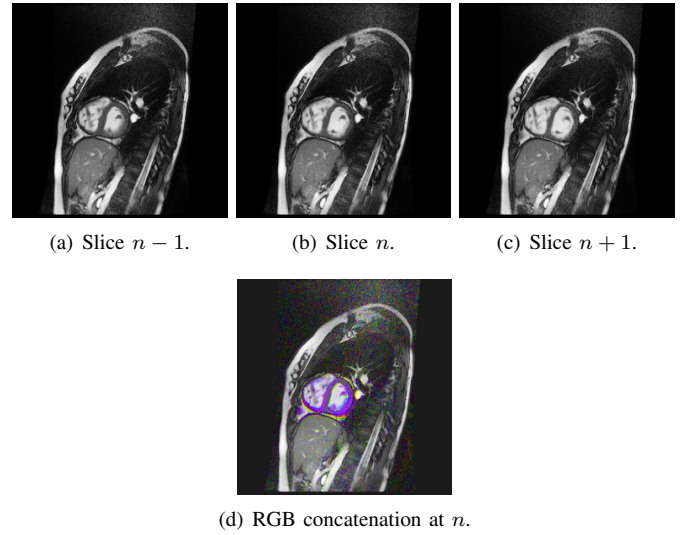 (a) Slice n − 1.
(b) Slice n.
(c) Slice n + 1.
(d) RGB concatenation at n.